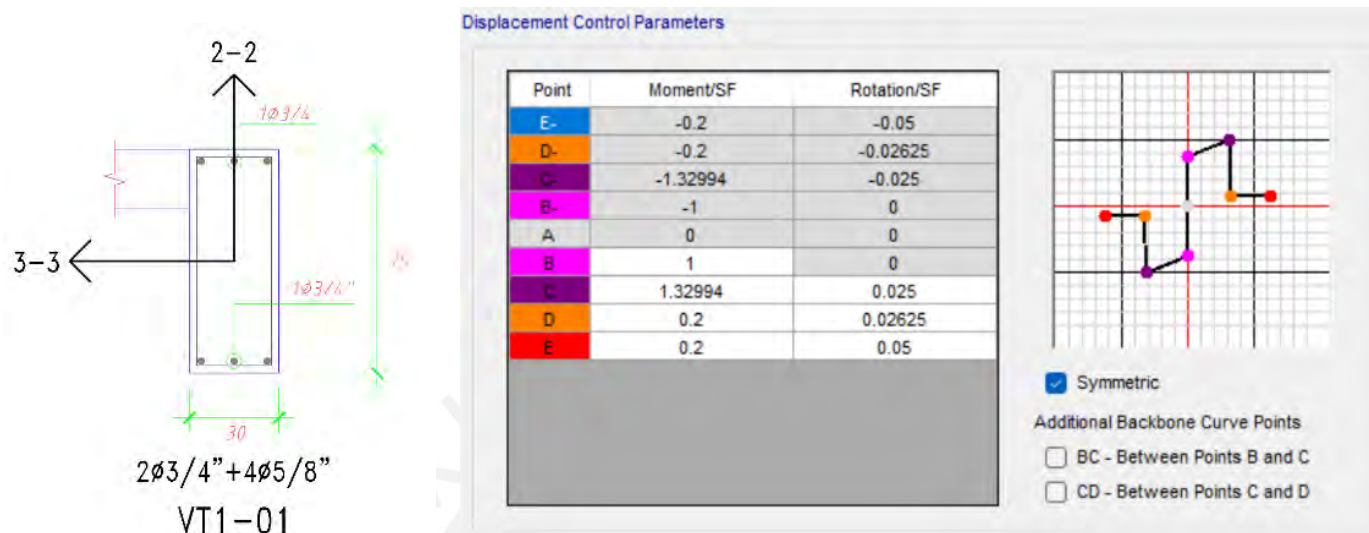 2-2
1ø3/4
3-3
75
1ø3/4"
30
2ø3/4"+4ø5/8"
VT1-01
Displacement Control Parameters
Point Moment/SF Rotation/SF
E- -0.2 -0.05
D- -0.2 -0.02625
C- -1.32994 -0.025
B- -1 0
A 0 0
B 1 0
C 1.32994 0.025
D 0.2 0.02625
E 0.2 0.05
Symmetric
Additional Backbone Curve Points
BC - Between Points B and C
CD - Between Points C and D